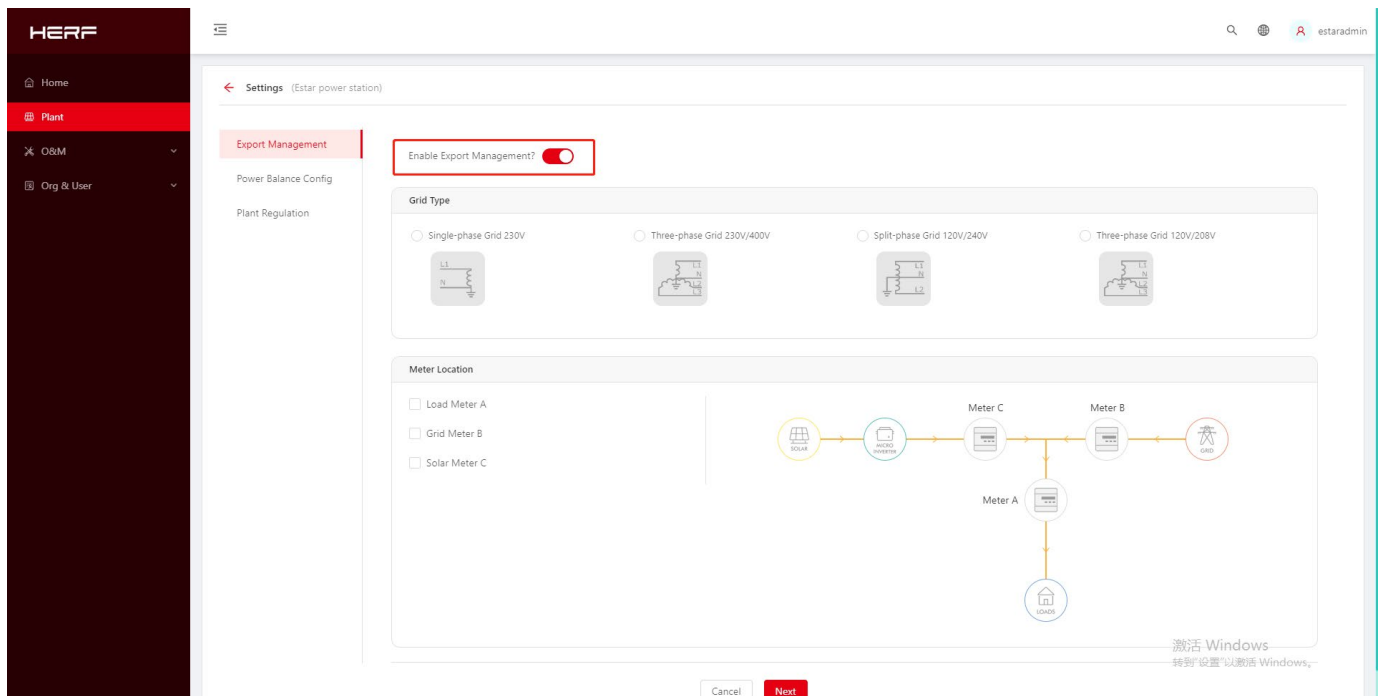 HERF
estaradmin
Home
Plant
O&M
Org & User
Settings (Estar power station)
Export Management
Power Balance Config
Plant Regulation
Enable Export Management?
Grid Type
Single-phase Grid 230V
Three-phase Grid 230V/400V
Split-phase Grid 120V/240V
Three-phase Grid 120V/208V
L1
N
L1
N
L2
L3
L1
N
L2
L1
N
L2
L3
Meter Location
Load Meter A
Grid Meter B
Solar Meter C
Meter C
Meter B
SOLAR
MICRO
INVERTER
GRID
Meter A
LOADS
激活 Windows
转到"设置"以激活 Windows。
Cancel
Next